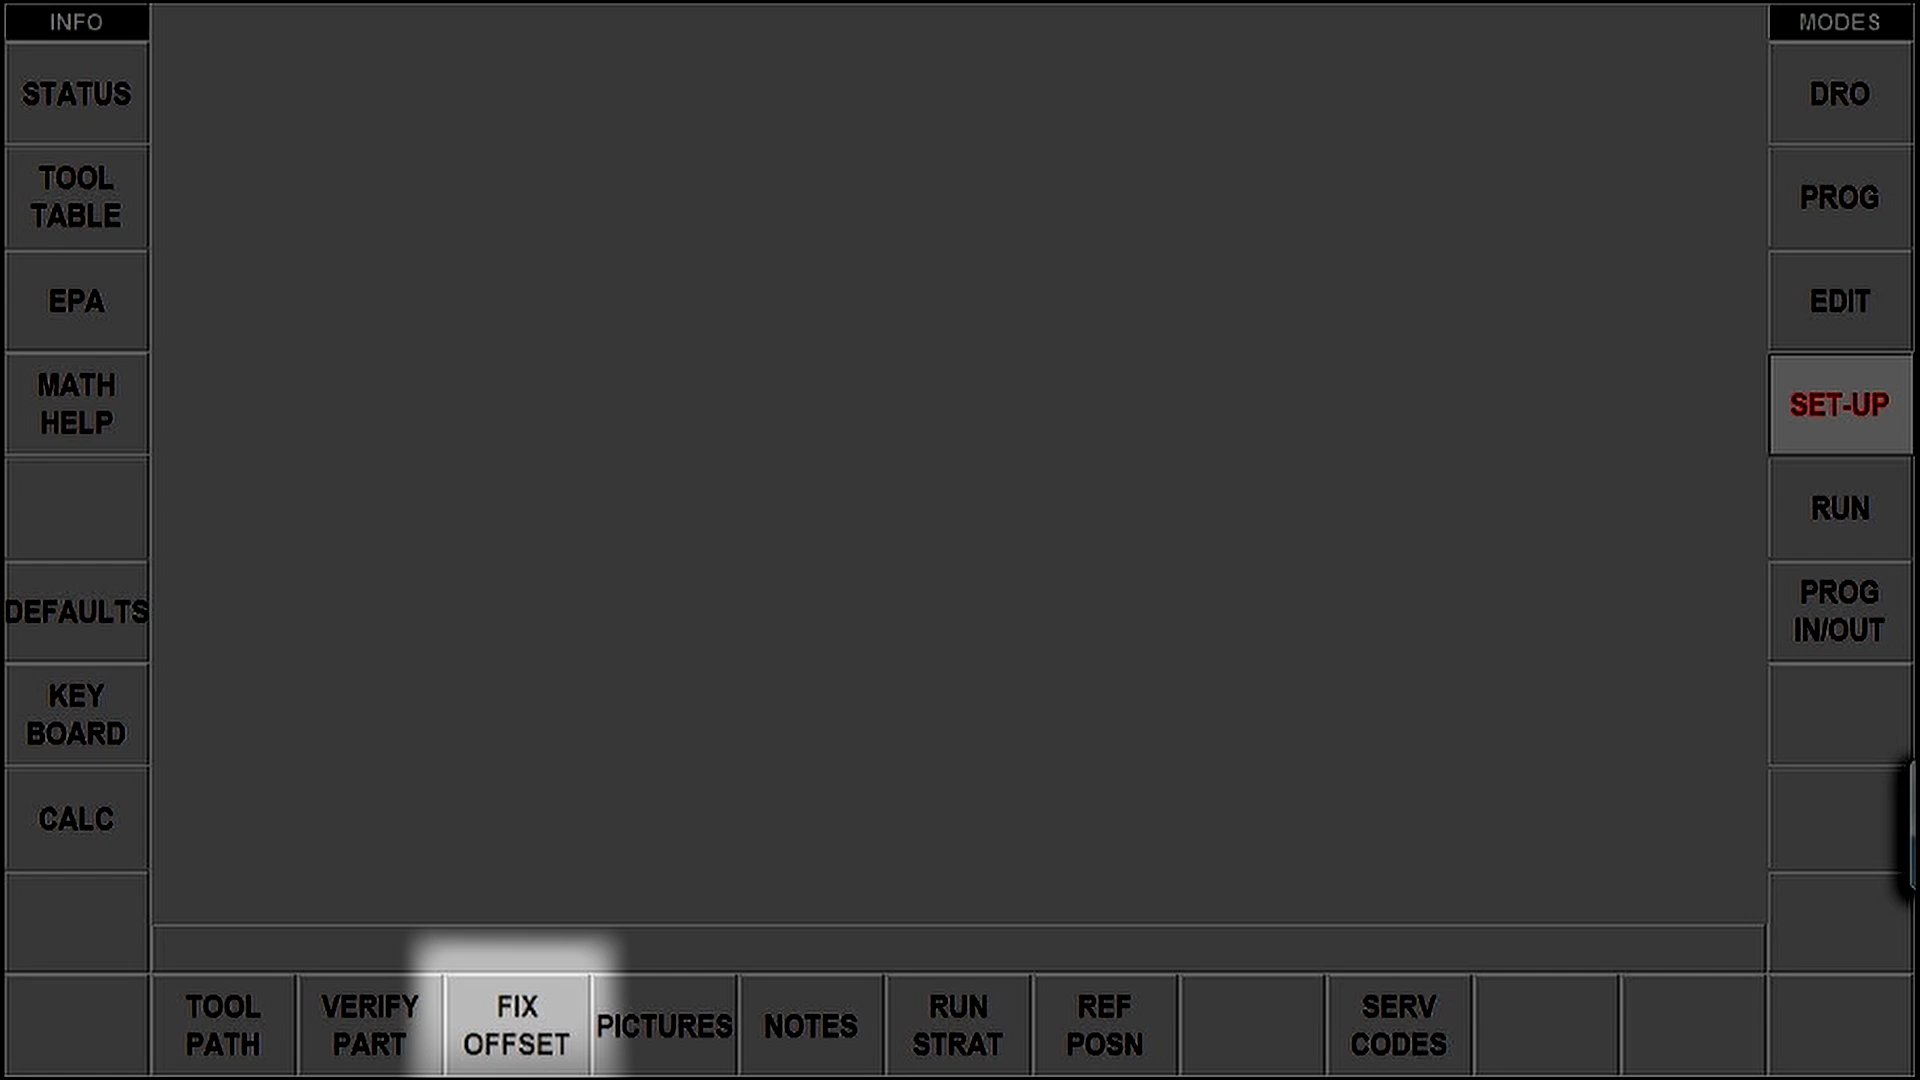 INFO
STATUS
TOOL
TABLE
EPA
MATH
HELP
DEFAULTS
KEY
BOARD
CALC
MODES
DRO
PROG
EDIT
SET-UP
RUN
PROG
IN/OUT
TOOL
PATH
VERIFY
PART
FIX
OFFSET
PICTURES
NOTES
RUN
STRAT
REF
POSN
SERV
CODES